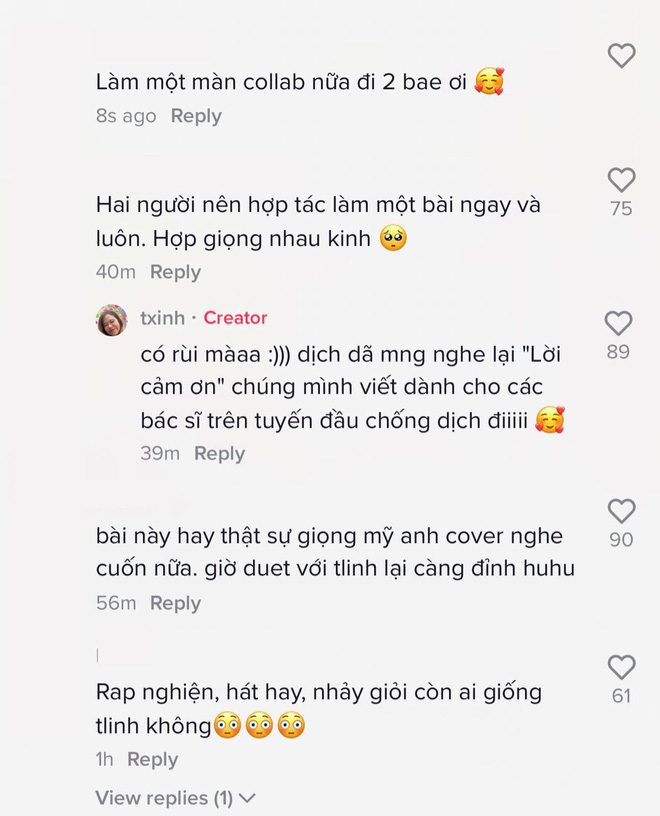 Làm một màn collab nữa đi 2 bae ơi 🥰
8s ago Reply
Hai người nên hợp tác làm một bài ngay và
luôn. Hợp giọng nhau kinh 🥺
75
40m Reply
txinh · Creator
có rùi màaa :))) dịch dã mng nghe lại "Lời
cảm ơn" chúng mình viết dành cho các
bác sĩ trên tuyến đầu chống dịch điiiii 🥰
89
39m Reply
bài này hay thật sự giọng mỹ anh cover nghe
cuốn nữa. giờ duet với tlinh lại càng đỉnh huhu
90
56m Reply
Rap nghiện, hát hay, nhảy giỏi còn ai giống
tlinh không😳😳😳
61
1h Reply
View replies (1)